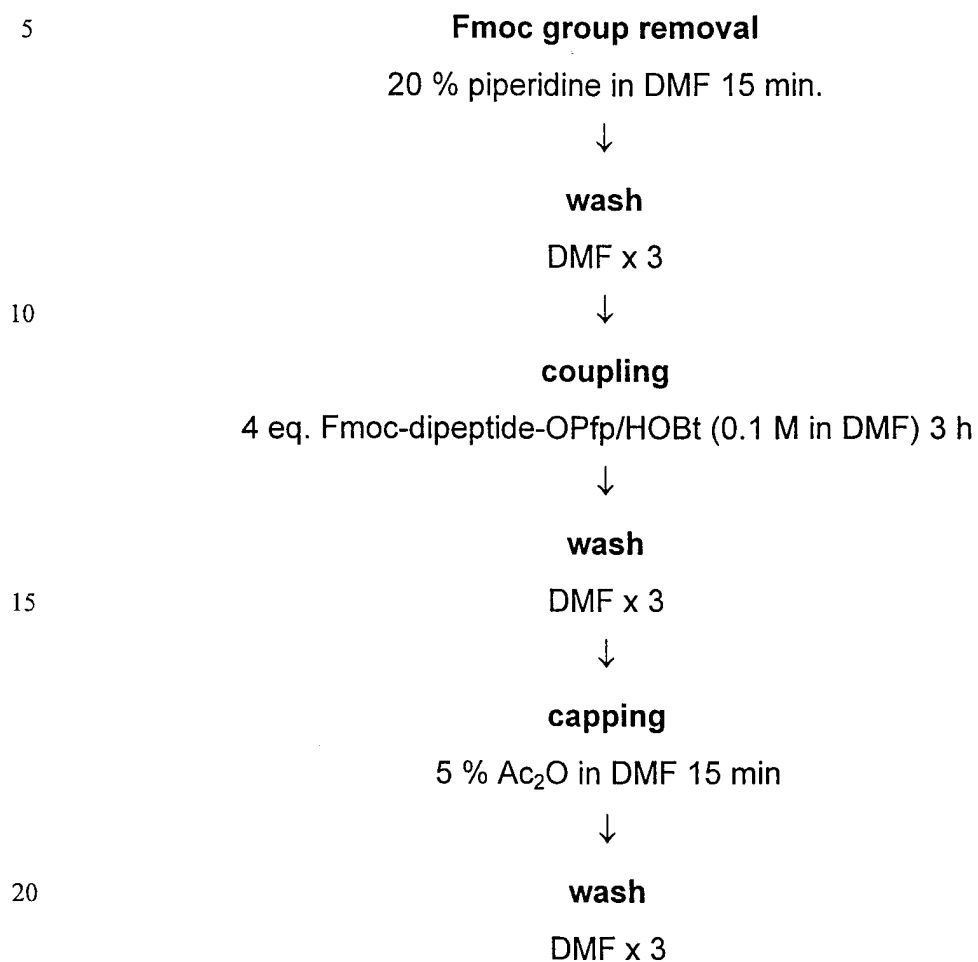 5 Fmoc group removal
20 % piperidine in DMF 15 min.
↓
wash
DMF x 3
10 ↓
coupling
4 eq. Fmoc-dipeptide-OPfp/HOBt (0.1 M in DMF) 3 h
↓
wash
15 DMF x 3
↓
capping
5 % Ac₂O in DMF 15 min
↓
20 wash
DMF x 3